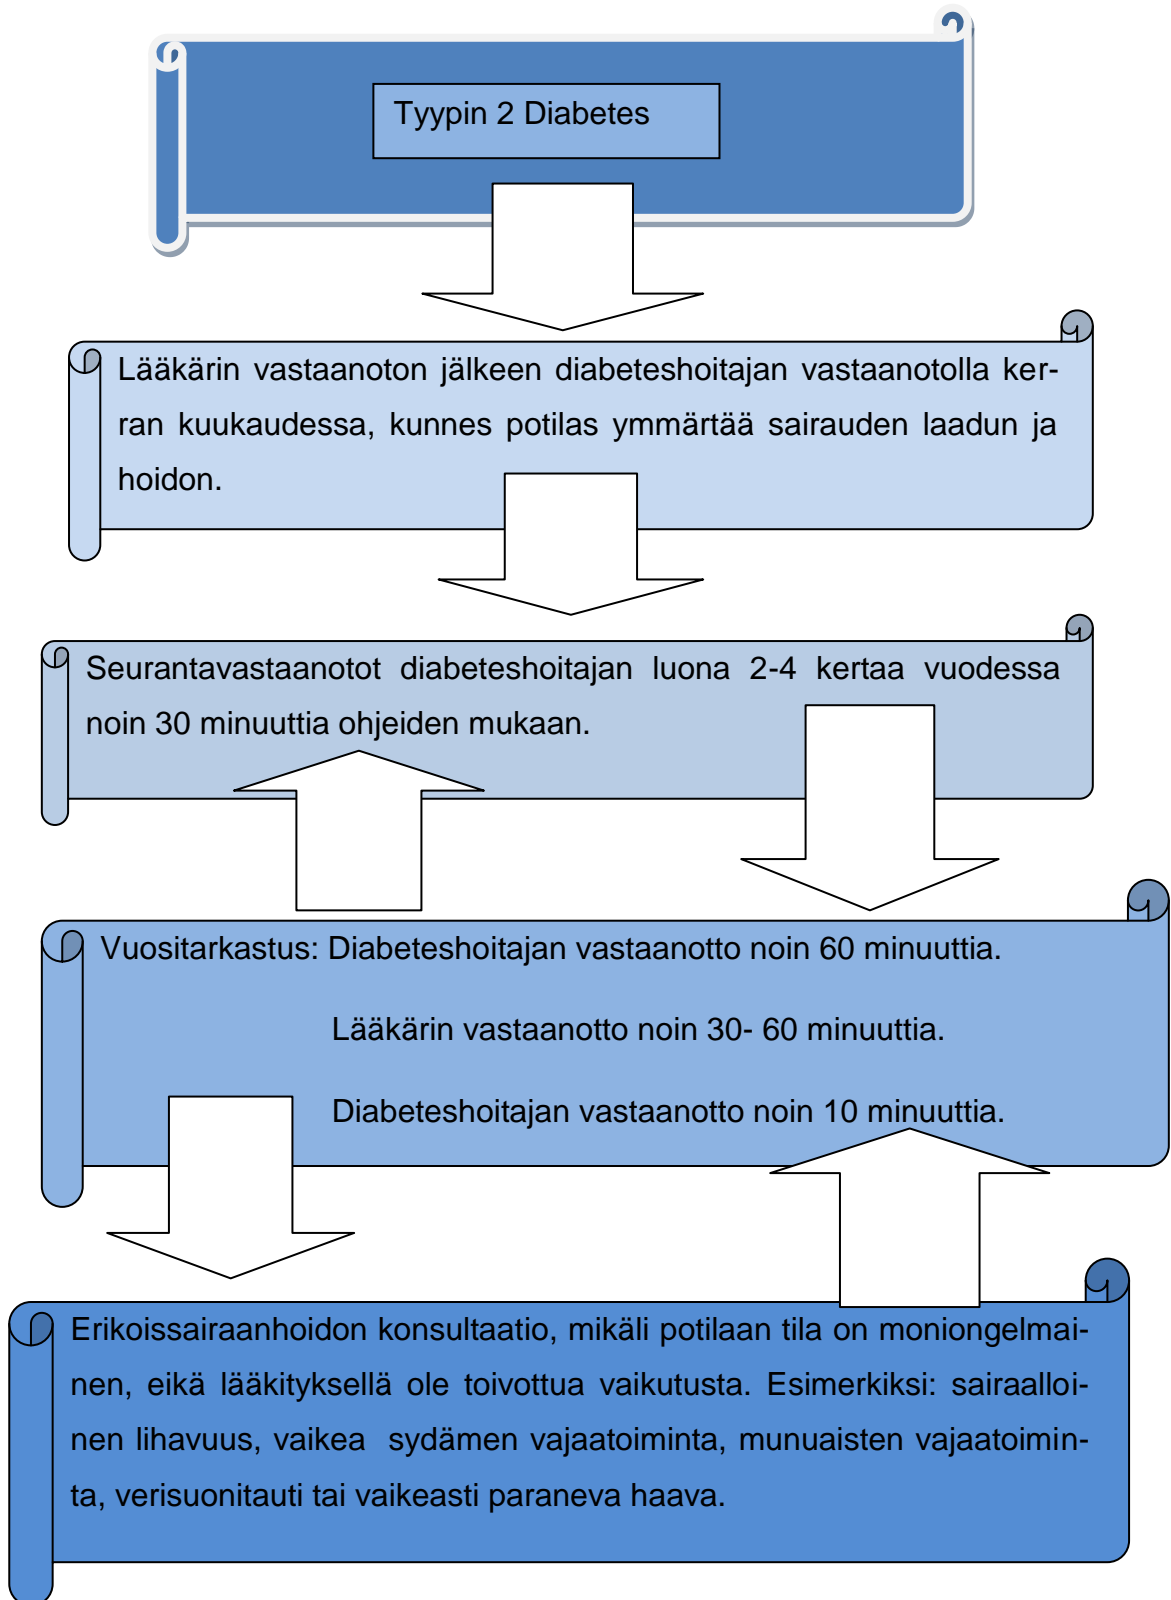 Tyypin 2 Diabetes
Lääkärin vastaanoton jälkeen diabeteshoitajan vastaanotolla ker-
ran kuukaudessa, kunnes potilas ymmärtää sairauden laadun ja
hoidon.
Seurantavastaanotot diabeteshoitajan luona 2-4 kertaa vuodessa
noin 30 minuuttia ohjeiden mukaan.
Vuositarkastus: Diabeteshoitajan vastaanotto noin 60 minuuttia.
Lääkärin vastaanotto noin 30- 60 minuuttia.
Diabeteshoitajan vastaanotto noin 10 minuuttia.
Erikoissairaanhoidon konsultaatio, mikäli potilaan tila on moniongelmai-
nen, eikä lääkityksellä ole toivottua vaikutusta. Esimerkiksi: sairaalloi-
nen lihavuus, vaikea  sydämen vajaatoiminta, munuaisten vajaatoimin-
ta, verisuonitauti tai vaikeasti paraneva haava.